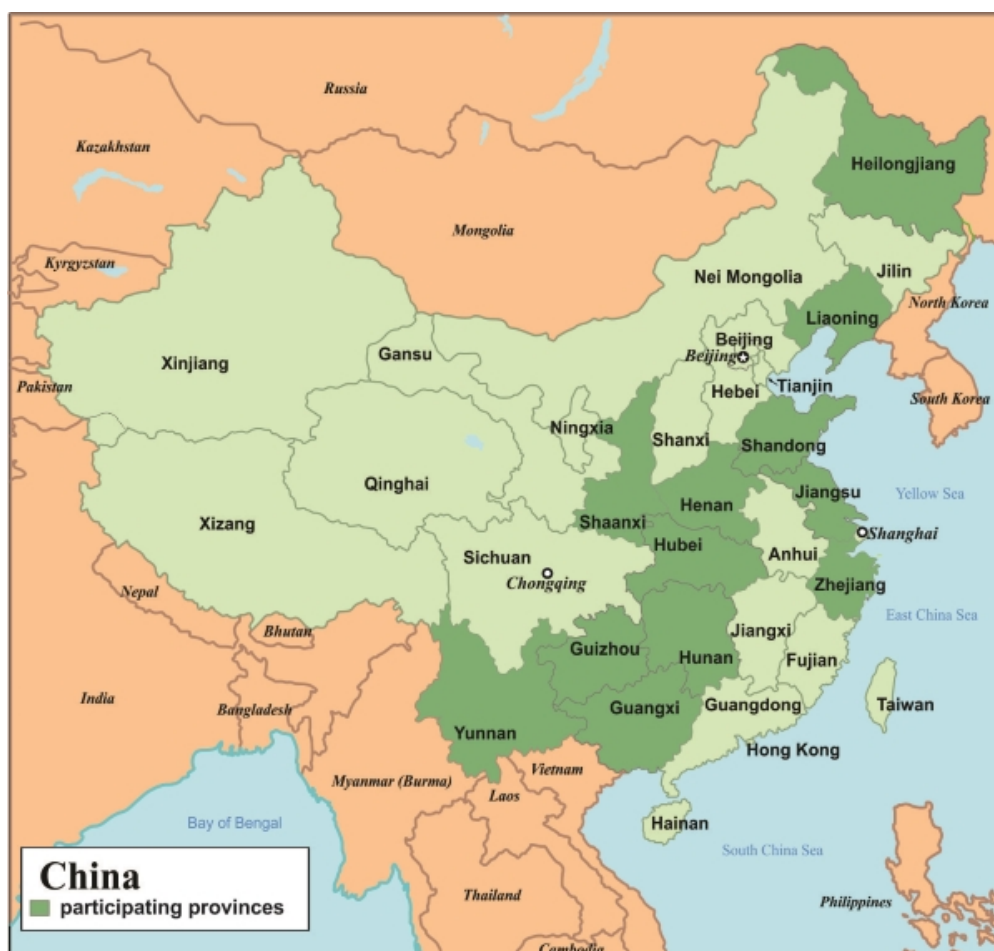 Russia
Kazakhstan
Heilongjiang
Mongolia
Kyrgyzstan
Jilin
Nei Mongolia
North Korea
Liaoning
Beijing
Gansu
Beijing
Xinjiang
Pakistan
Tianjin
Hebei
South Korea
Ningxia
Shanxi
Shandong
Qinghai
Jiangsu
Yellow Sea
Henan
Xizang
Shaanxi
Shanghai
Hubei
Anhui
Sichuan
Chongqing
Zhejiang
Nepal
East China Sea
Bhutan
Jiangxi
Guizhou
Hunan
Fujian
India
Bangladesh
Guangxi
Guangdong
Taiwan
Yunnan
Hong Kong
Vietnam
Myanmar (Burma)
Laos
Bay of Bengal
Hainan
South China Sea
China
participating provinces
Thailand
Philippines
Cambodia